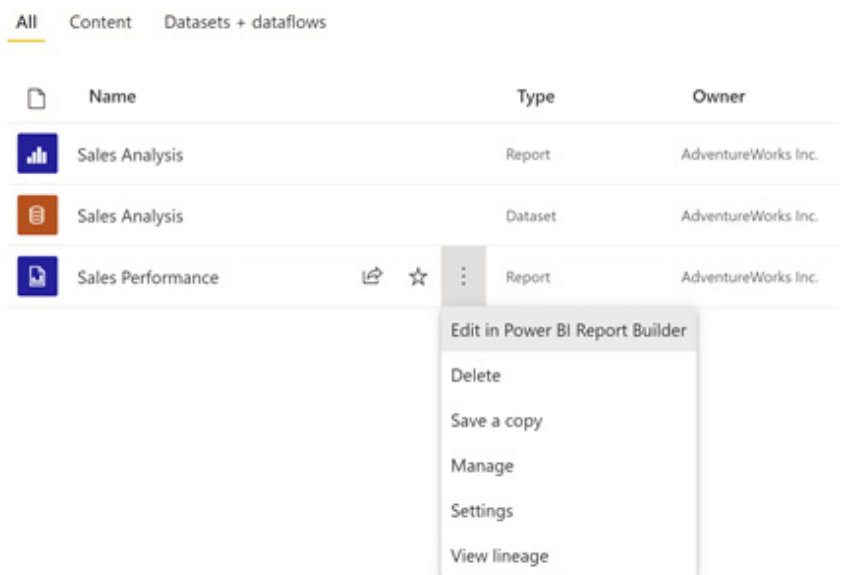 All Content Datasets + dataflows
Name Type Owner
Sales Analysis Report AdventureWorks Inc.
Sales Analysis Dataset AdventureWorks Inc.
Sales Performance Report AdventureWorks Inc.
Edit in Power BI Report Builder
Delete
Save a copy
Manage
Settings
View lineage